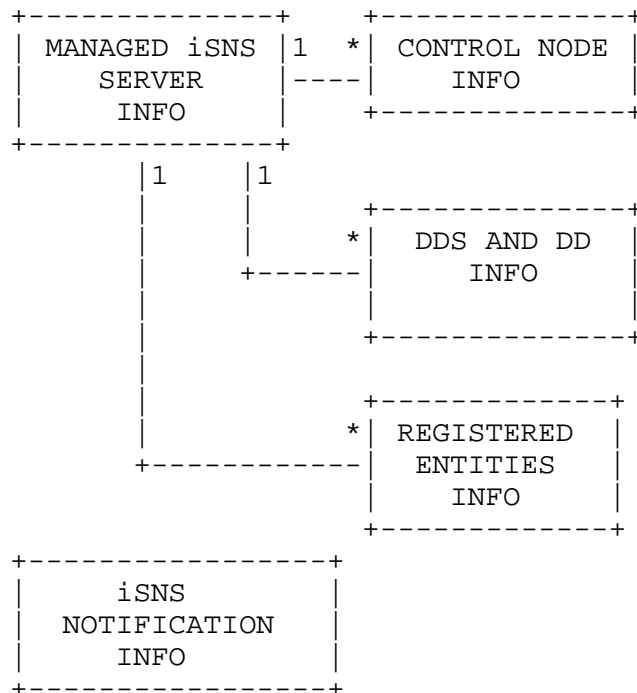 MANAGED iSNS 1 * CONTROL NODE
SERVER INFO
INFO
1 1
* DDS AND DD
INFO
* REGISTERED
ENTITIES
INFO
iSNS
NOTIFICATION
INFO